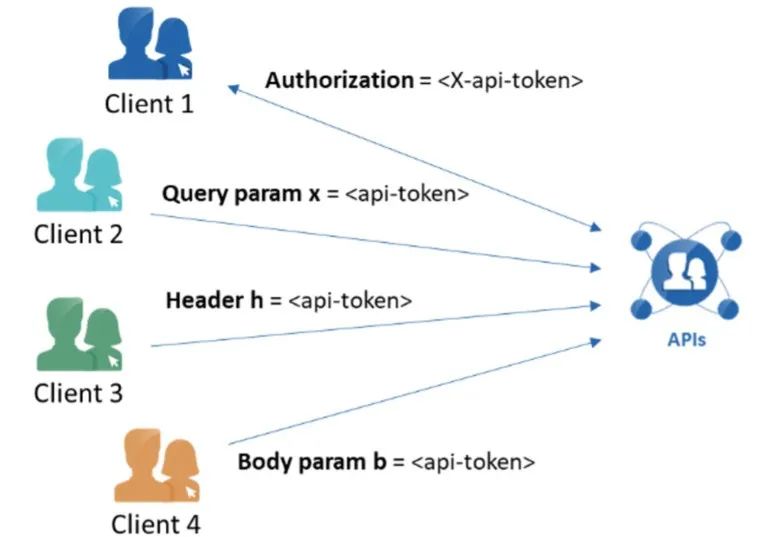 Client 1
Authorization = <X-api-token>
Client 2
Query param x = <api-token>
Client 3
Header h = <api-token>
APIs
Client 4
Body param b = <api-token>